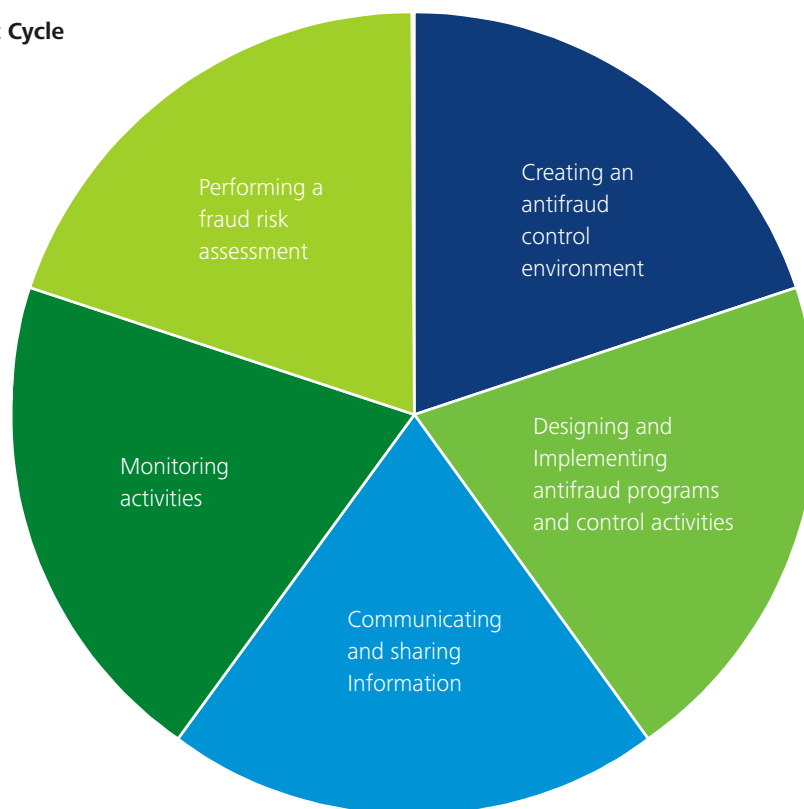 Cycle
Performing a
fraud risk
assessment
Creating an
antifraud
control
environment
Designing and
Implementing
antifraud programs
and control activities
Communicating
and sharing
Information
Monitoring
activities